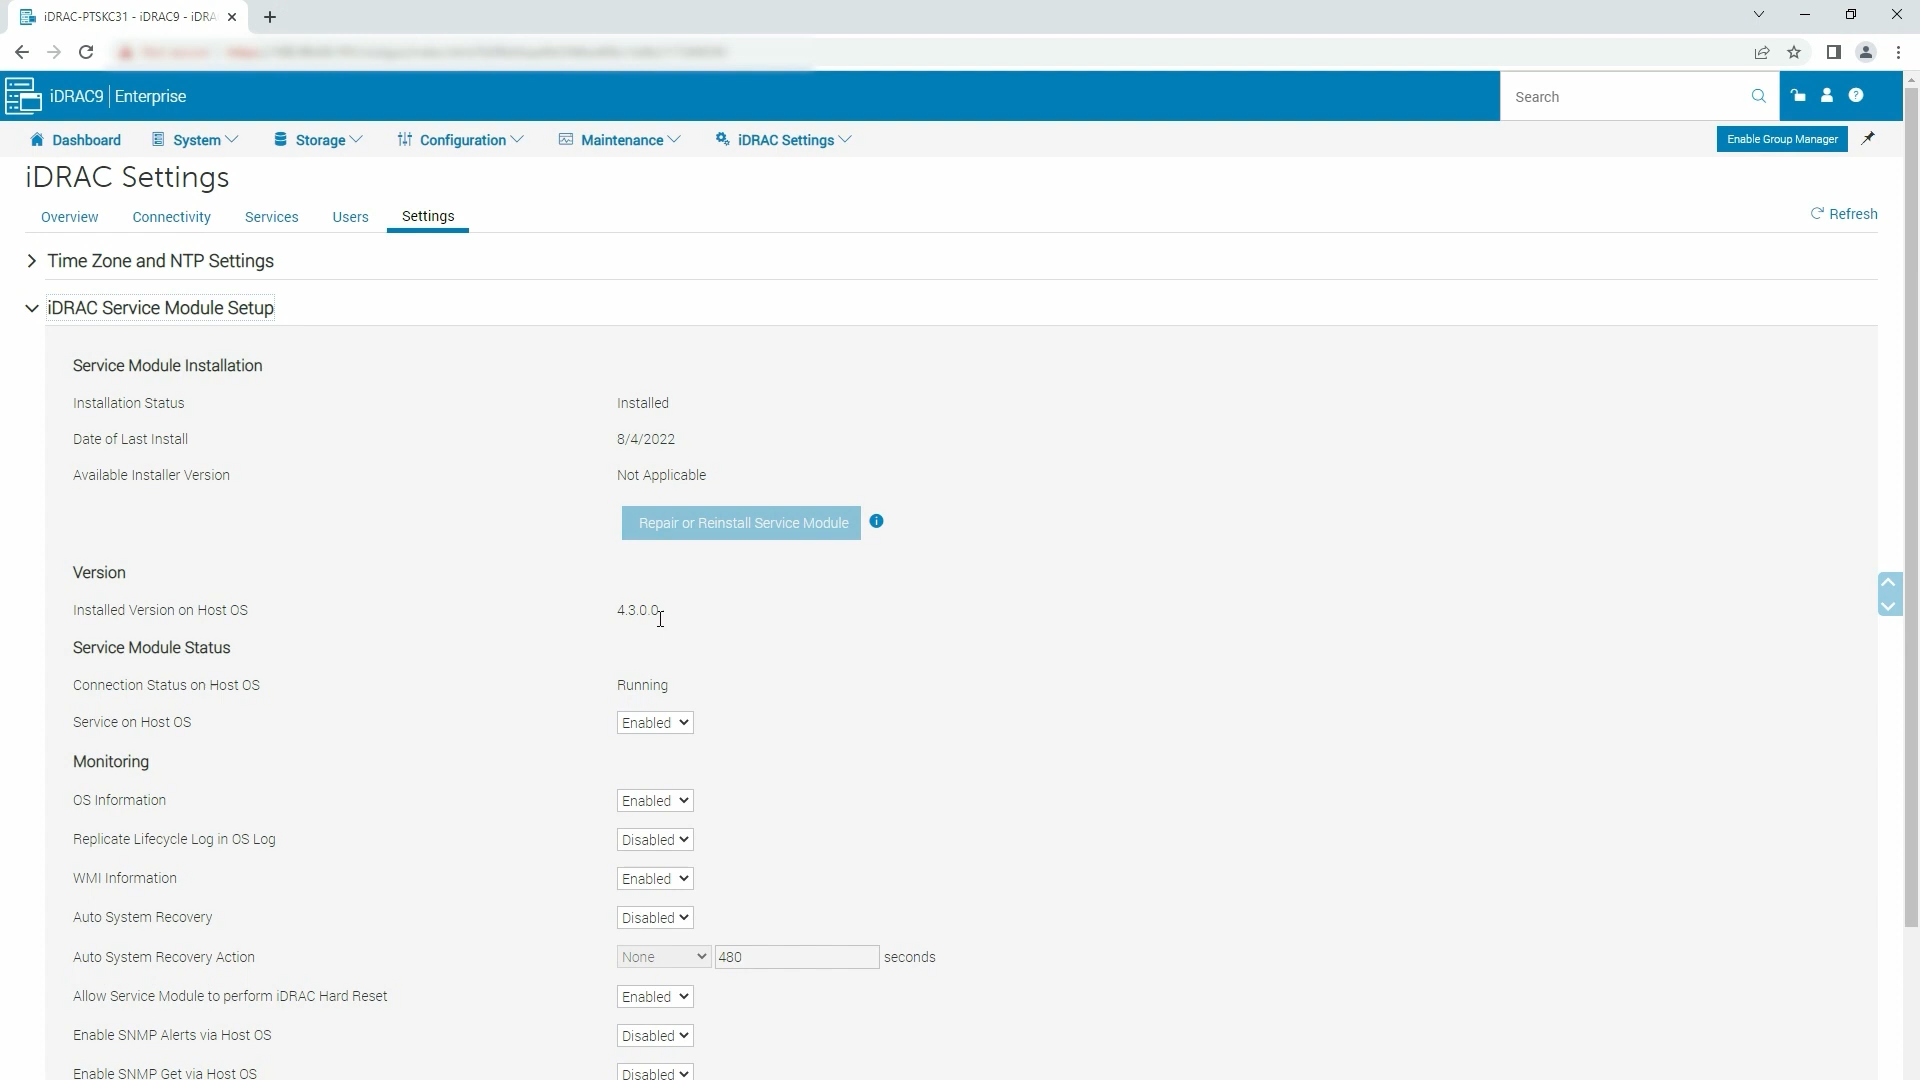 iDRAC-PTSKC31 - iDRAC9 - iDRA
iDRAC9 | Enterprise
Search
Dashboard System Storage Configuration Maintenance iDRAC Settings Enable Group Manager
iDRAC Settings
Overview Connectivity Services Users Settings Refresh
Time Zone and NTP Settings
iDRAC Service Module Setup
Service Module Installation
Installation Status Installed
Date of Last Install 8/4/2022
Available Installer Version Not Applicable
Repair or Reinstall Service Module
Version
Installed Version on Host OS 4.3.0.0
Service Module Status
Connection Status on Host OS Running
Service on Host OS Enabled
Monitoring
OS Information Enabled
Replicate Lifecycle Log in OS Log Disabled
WMI Information Enabled
Auto System Recovery Disabled
Auto System Recovery Action None 480 seconds
Allow Service Module to perform iDRAC Hard Reset Enabled
Enable SNMP Alerts via Host OS Disabled
Enable SNMP Get via Host OS Disabled